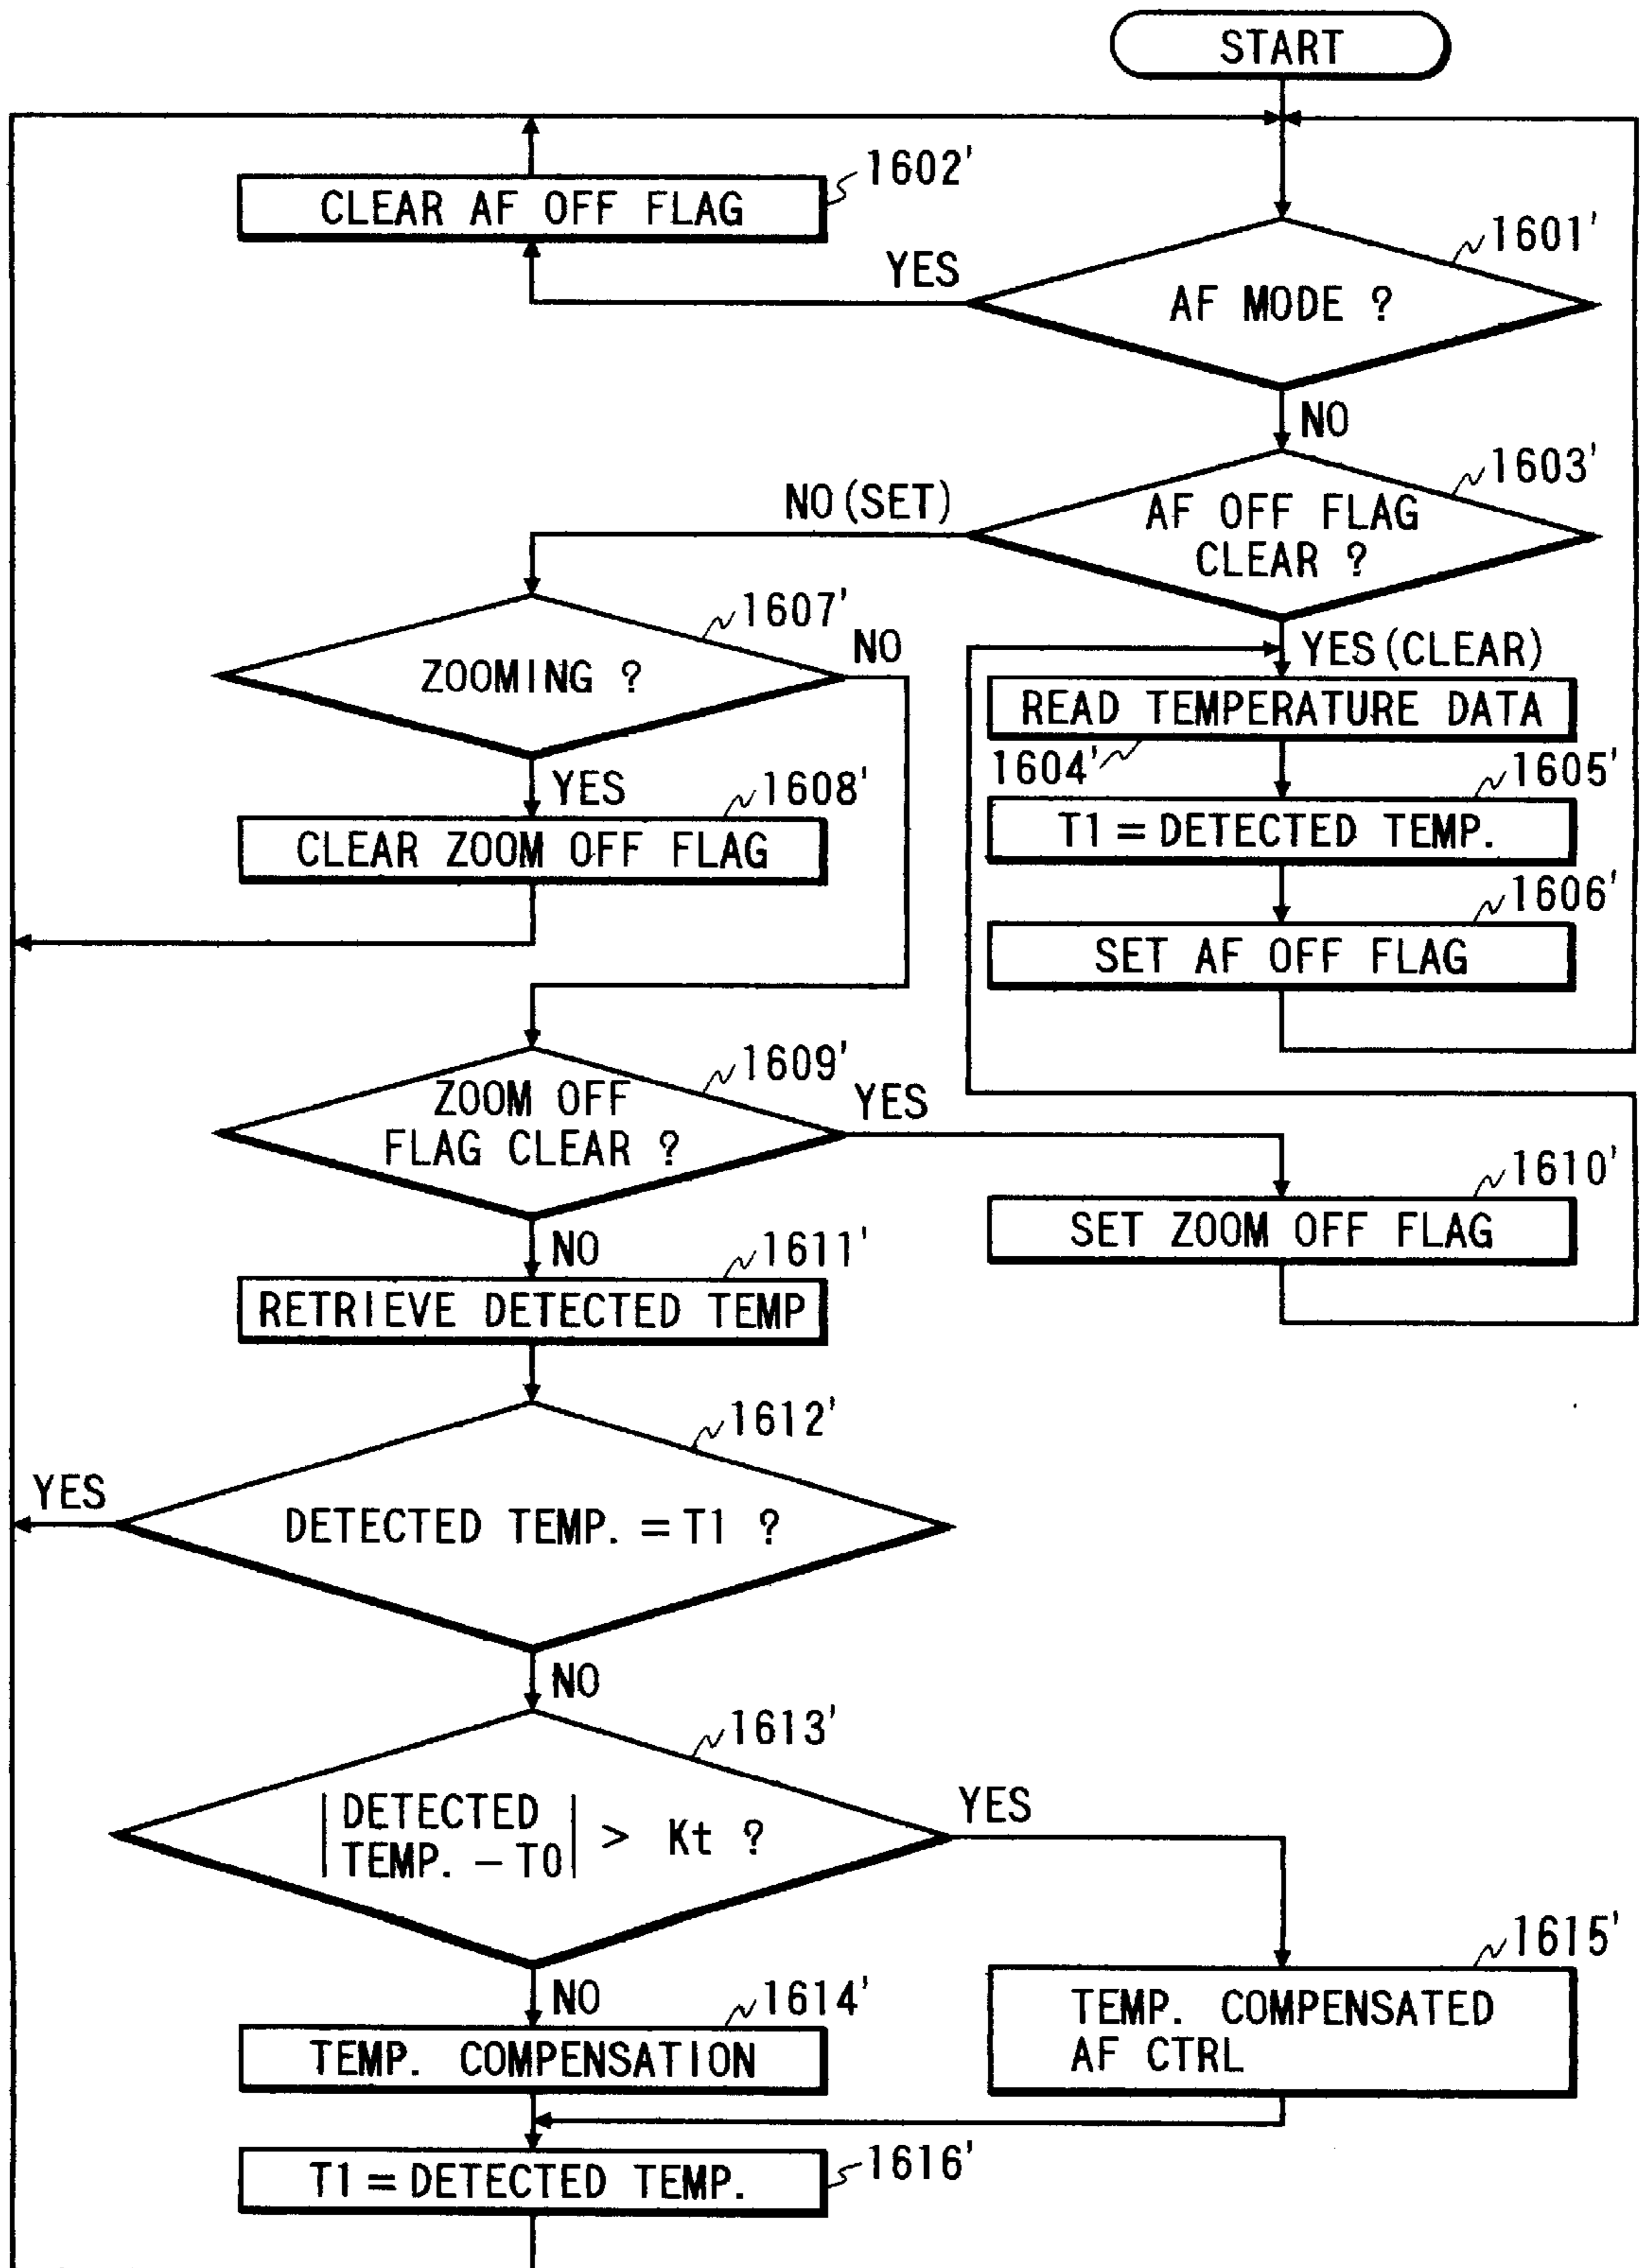 START
1602'
CLEAR AF OFF FLAG
1601'
YES
AF MODE ?
NO
1603'
NO (SET)
AF OFF FLAG
CLEAR ?
1607'
NO
YES (CLEAR)
ZOOMING ?
READ TEMPERATURE DATA
1604'
1605'
YES
1608'
T1 = DETECTED TEMP.
CLEAR ZOOM OFF FLAG
1606'
SET AF OFF FLAG
1609'
ZOOM OFF
FLAG CLEAR ?
YES
1610'
SET ZOOM OFF FLAG
NO
1611'
RETRIEVE DETECTED TEMP
1612'
YES
DETECTED TEMP. = T1 ?
NO
1613'
YES
| DETECTED
TEMP. – T0 | > Kt ?
1615'
NO
1614'
TEMP. COMPENSATED
AF CTRL
TEMP. COMPENSATION
1616'
T1 = DETECTED TEMP.